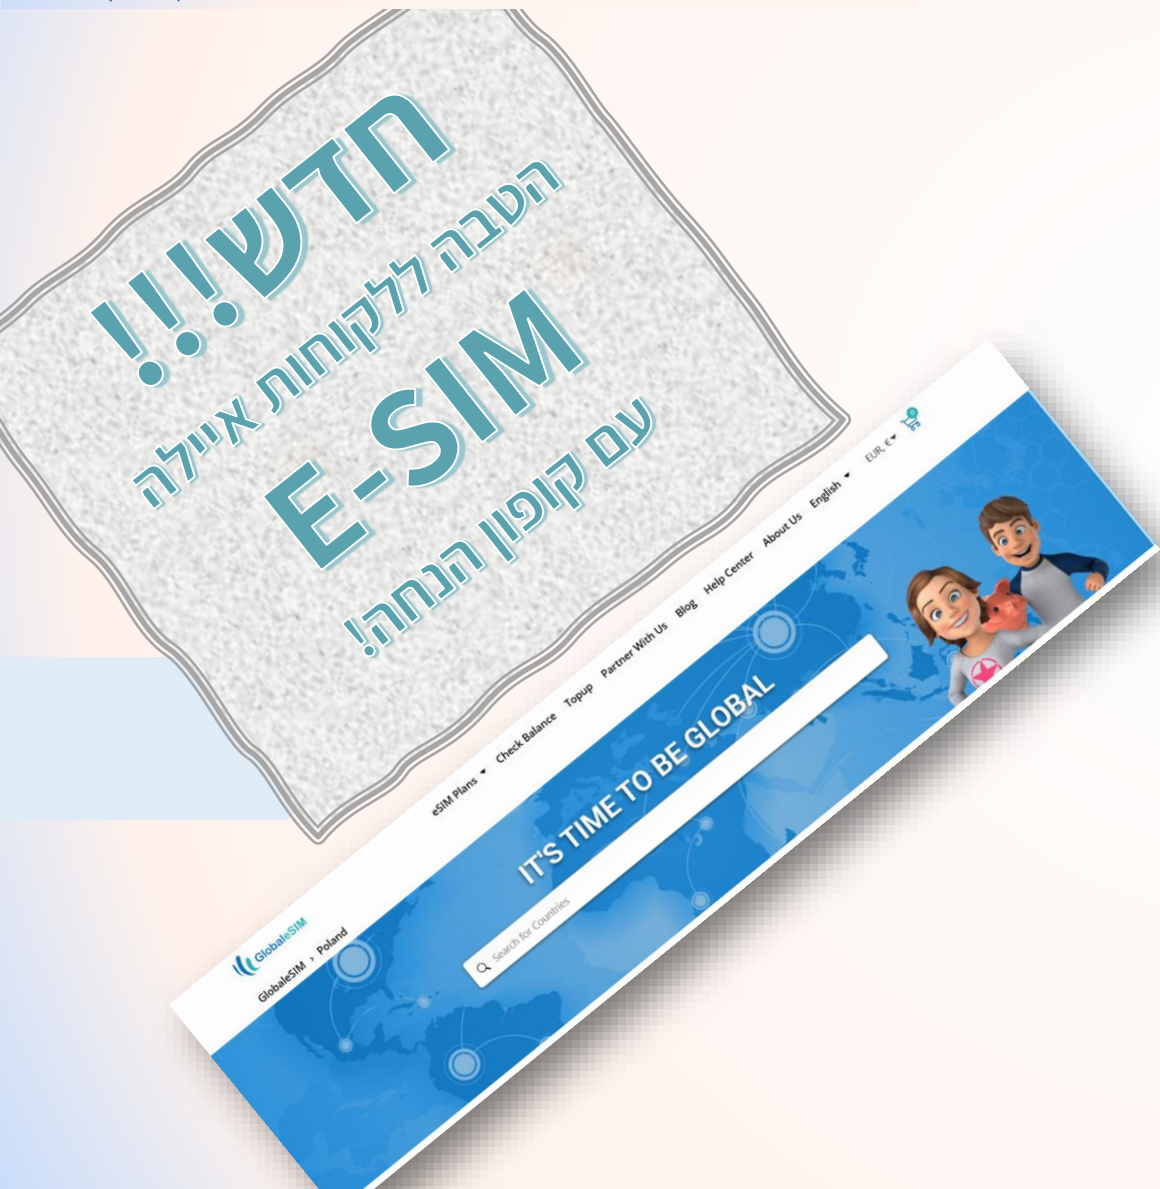 חדש!!!
הטבה ללקוחות איילה
E-SIM
עם קופון הנחה!
GlobaleSIM
eSIM Plans Check Balance Topup Partner With Us Blog Help Center About Us English EUR, € 0
GlobaleSIM › Poland
IT'S TIME TO BE GLOBAL
Search for Countries